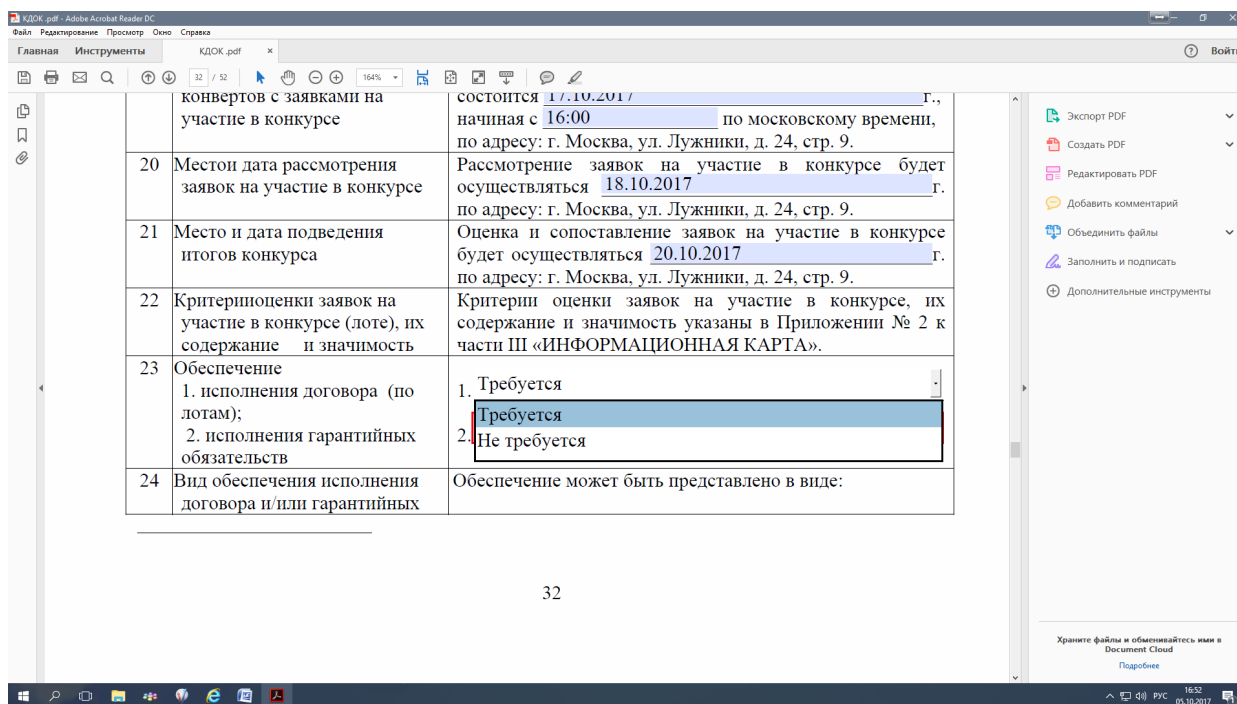 КДОК .pdf - Adobe Acrobat Reader DC
Файл Редактирование Просмотр Окно Справка
Главная Инструменты КДОК .pdf × Войти
32 / 52 164%
конвертов с заявками на
участие в конкурсе
состоится 17.10.2017 г.,
начиная с 16:00 по московскому времени,
по адресу: г. Москва, ул. Лужники, д. 24, стр. 9.
20 Местои дата рассмотрения
заявок на участие в конкурсе
Рассмотрение заявок на участие в конкурсе будет
осуществляться 18.10.2017 г.
по адресу: г. Москва, ул. Лужники, д. 24, стр. 9.
21 Место и дата подведения
итогов конкурса
Оценка и сопоставление заявок на участие в конкурсе
будет осуществляться 20.10.2017 г.
по адресу: г. Москва, ул. Лужники, д. 24, стр. 9.
22 Критерииоценки заявок на
участие в конкурсе (лоте), их
содержание и значимость
Критерии оценки заявок на участие в конкурсе, их
содержание и значимость указаны в Приложении № 2 к
части III «ИНФОРМАЦИОННАЯ КАРТА».
23 Обеспечение
1. исполнения договора (по
лотам);
2. исполнения гарантийных
обязательств
1. Требуется
Требуется
2. Не требуется
24 Вид обеспечения исполнения
договора и/или гарантийных
Обеспечение может быть представлено в виде:
32
Экспорт PDF
Создать PDF
Редактировать PDF
Добавить комментарий
Объединить файлы
Заполнить и подписать
Дополнительные инструменты
Храните файлы и обменивайтесь ими в
Document Cloud
Подробнее
РУС 16:52
05.10.2017